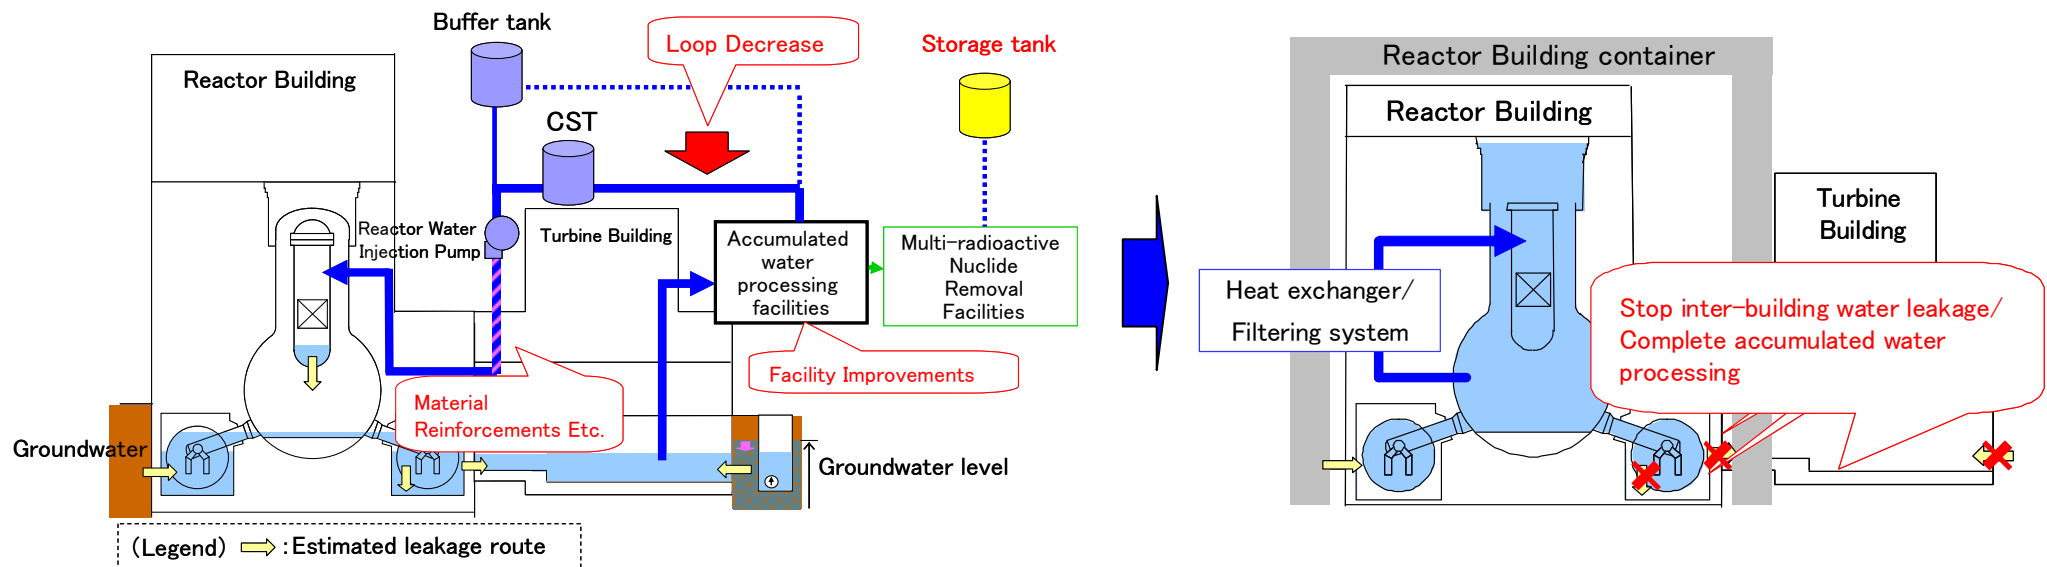 Buffer tank
Loop Decrease
Storage tank
Reactor Building
CST
Reactor Water
Injection Pump
Turbine Building
Accumulated
water
processing
facilities
Multi-radioactive
Nuclide
Removal
Facilities
Facility Improvements
Material
Reinforcements Etc.
Groundwater
Groundwater level
(Legend)
:Estimated leakage route
Reactor Building container
Reactor Building
Turbine
Building
Heat exchanger/
Filtering system
Stop inter-building water leakage/
Complete accumulated water
processing